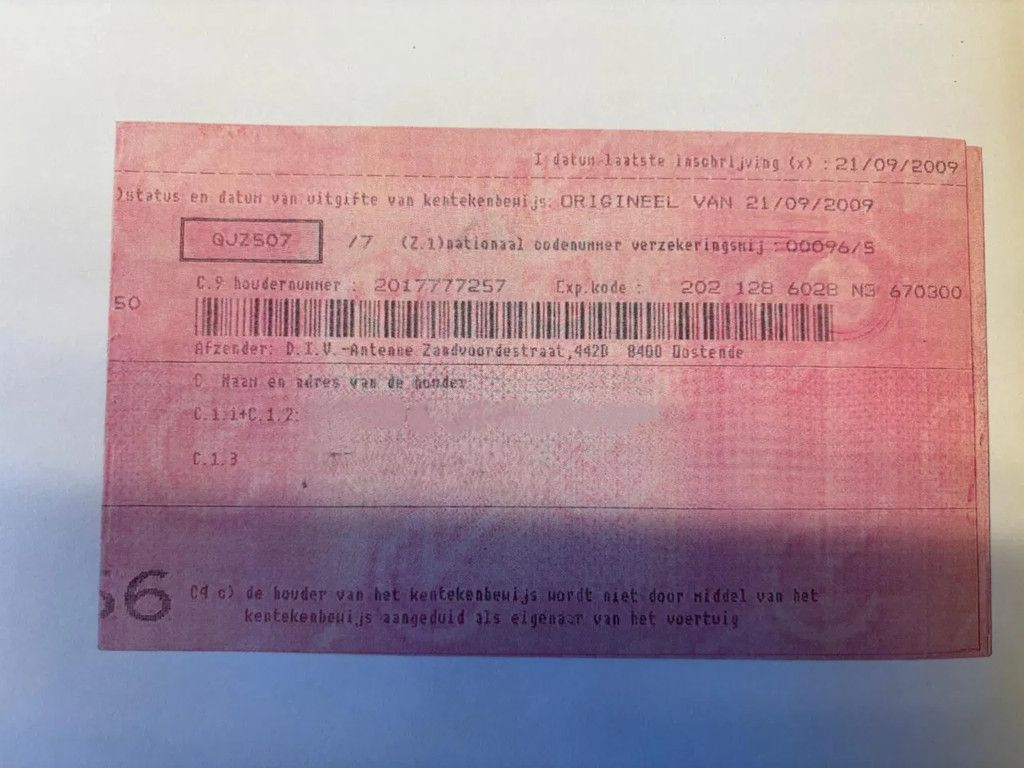 I datum laatste inschrijving (x) : 21/09/2009
)status en datum van uitgifte van kentekenbewijs: ORIGINEEL VAN 21/09/2009
QJZ507 /7 (Z.1)nationaal codenummer verzekeringsmij :00096/5
C.9 houdernummer : 2017777257 Exp.kode : 202 128 6028 N3 670300
50
Afzender: D.I.V.-Antenne Zandvoordestraat,442D 8400 Oostende
C Naam en adres van de houder
C.1.1+C.1.2:
C.1.3
66
C4 c) de houder van het kentekenbewijs wordt niet door middel van het
kentekenbewijs aangeduid als eigenaar van het voertuig